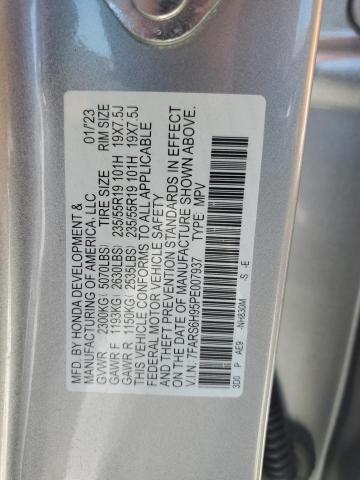 MFD. BY HONDA DEVELOPMENT &
MANUFACTURING OF AMERICA, LLC 01/'23
GVWR 2300KG( 5070LBS) TIRE SIZE RIM SIZE
GAWR F 1193KG( 2630LBS) 235/55R19 101H 19X7.5J
GAWR R 1150KG( 2535LBS) 235/55R19 101H 19X7.5J
THIS VEHICLE CONFORMS TO ALL APPLICABLE
FEDERAL MOTOR VEHICLE SAFETY
AND THEFT PREVENTION STANDARDS IN EFFECT
ON THE DATE OF MANUFACTURE SHOWN ABOVE.
V.I.N.: 7FARS6H95PE007937 TYPE: MPV
3D0 P AE9 -NH830M -S -E